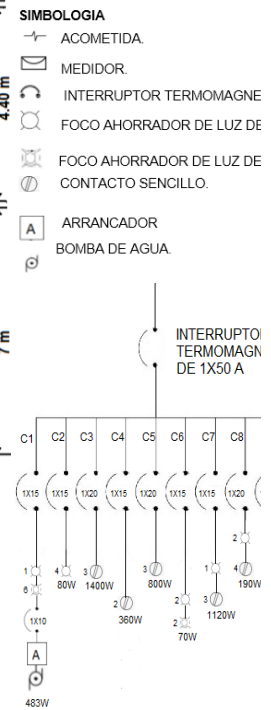 SIMBOLOGIA
ACOMETIDA.
MEDIDOR.
INTERRUPTOR TERMOMAGNE
FOCO AHORRADOR DE LUZ DE
FOCO AHORRADOR DE LUZ DE
CONTACTO SENCILLO.
A ARRANCADOR
BOMBA DE AGUA.
4.40 m
7 m
INTERRUPTOR
TERMOMAGN
DE 1X50 A
C1 C2 C3 C4 C5 C6 C7 C8
1X15 1X15 1X20 1X15 1X20 1X15 1X15 1X20
2
1 4 3 3 1 4
80W 1400W 800W 190W
6
2 2 3
1X10 360W 1120W
2
70W
A
483W